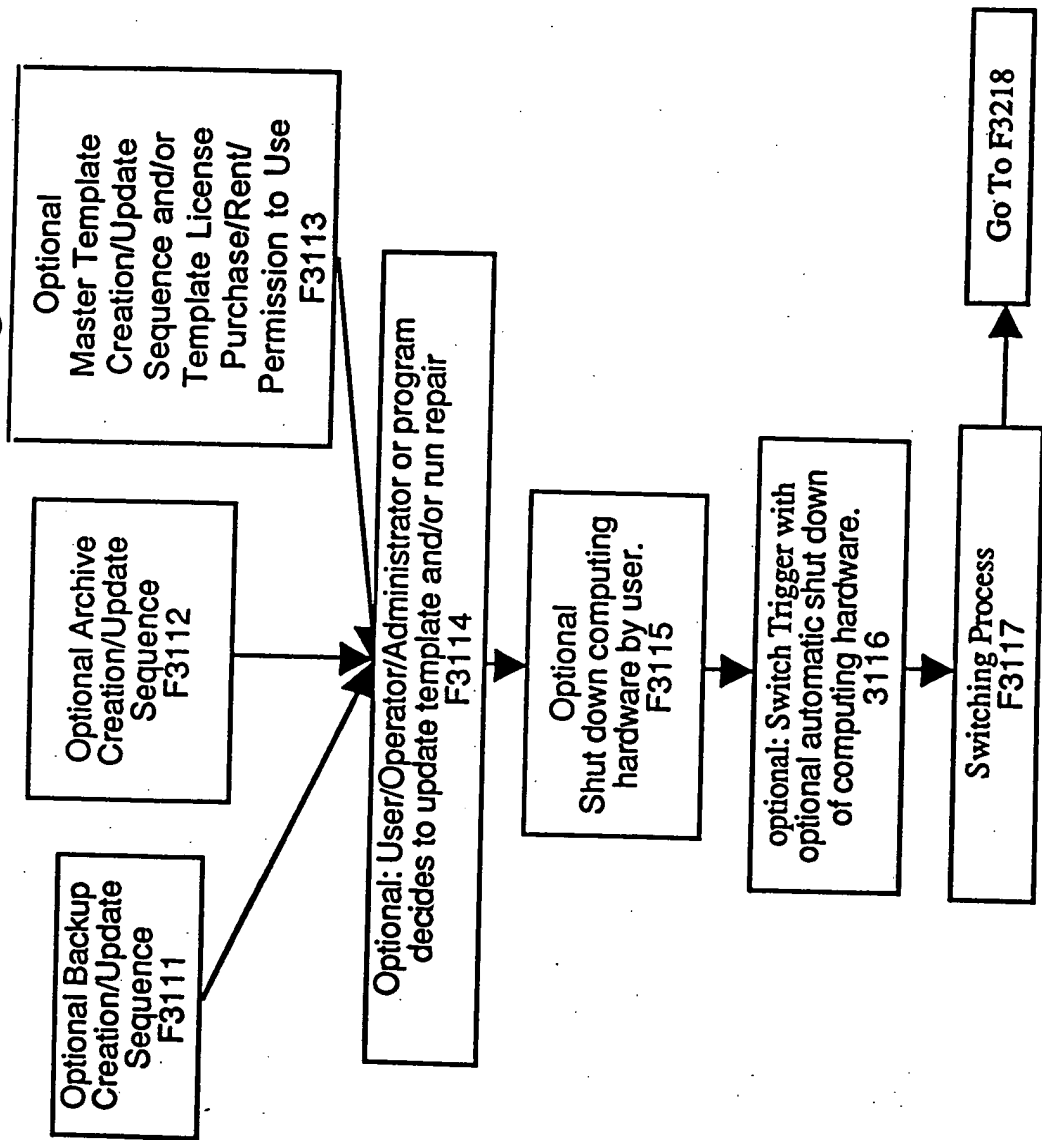 Optional Backup
Creation/Update
Sequence
F3111
Optional Archive
Creation/Update
Sequence
F3112
Optional
Master Template
Creation/Update
Sequence and/or
Template License
Purchase/Rent/
Permission to Use
F3113
Optional: User/Operator/Administrator or program
decides to update template and/or run repair
F3114
Optional
Shut down computing
hardware by user.
F3115
optional: Switch Trigger with
optional automatic shut down
of computing hardware.
3116
Switching Process
F3117
Go To F3218